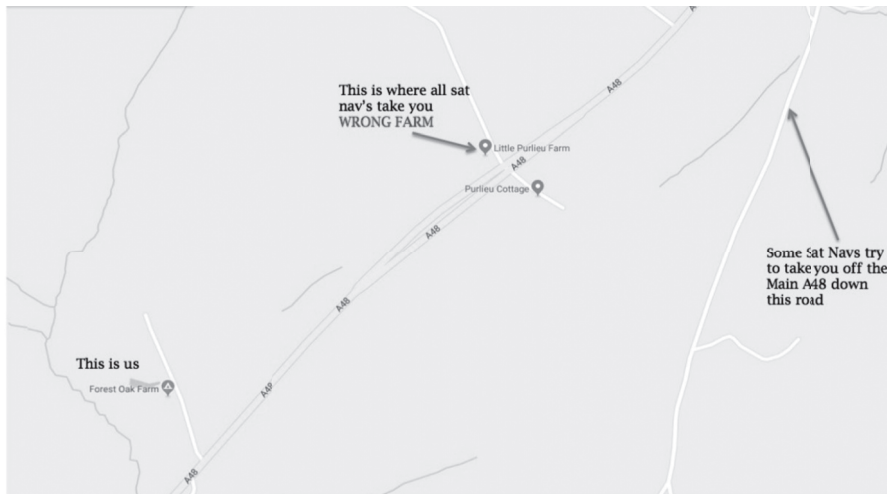 A48
A48
This is where all sat
nav's take you
WRONG FARM
Little Purlieu Farm
A48
Purlieu Cottage
A48
Some Sat Navs try
to take you off the
Main A48 down
this road
A48
This is us
Forest Oak Farm
A48
A48